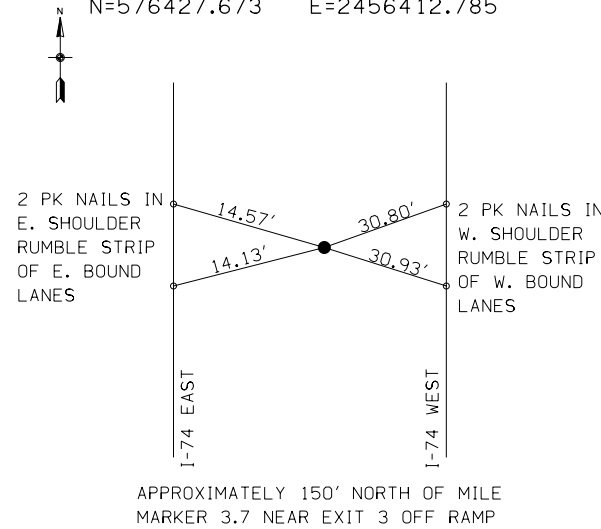 N=576427.673 E=2456412.785
N
2 PK NAILS IN
E. SHOULDER
RUMBLE STRIP
OF E. BOUND
LANES
14.57'
14.13'
30.80'
30.93'
2 PK NAILS IN
W. SHOULDER
RUMBLE STRIP
OF W. BOUND
LANES
I-74 EAST
I-74 WEST
APPROXIMATELY 150' NORTH OF MILE
MARKER 3.7 NEAR EXIT 3 OFF RAMP